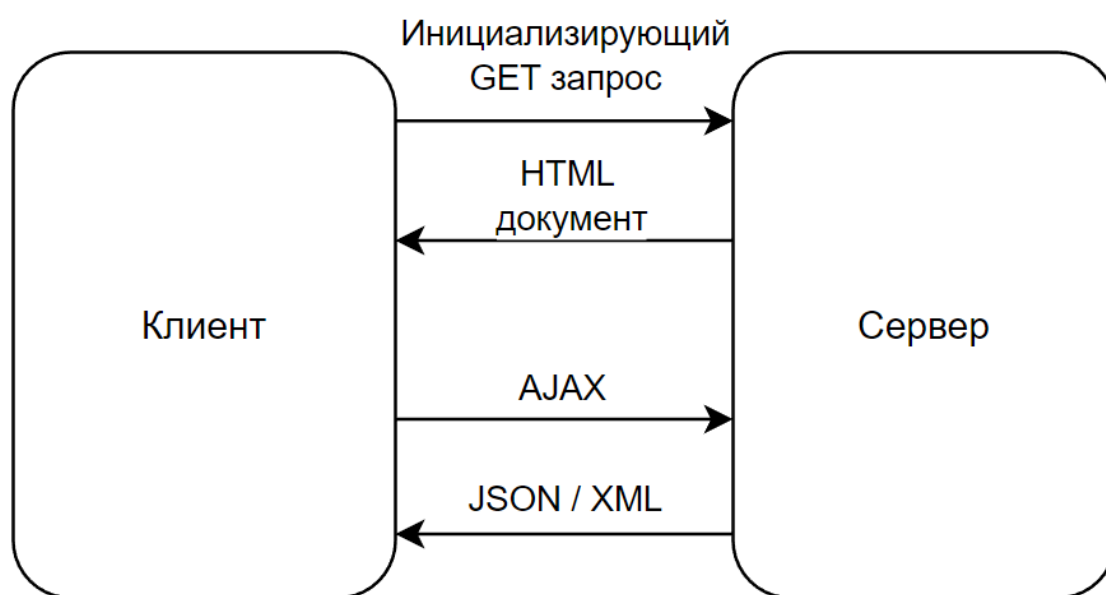 Инициализирующий
GET запрос
HTML
документ
Клиент
Сервер
AJAX
JSON / XML